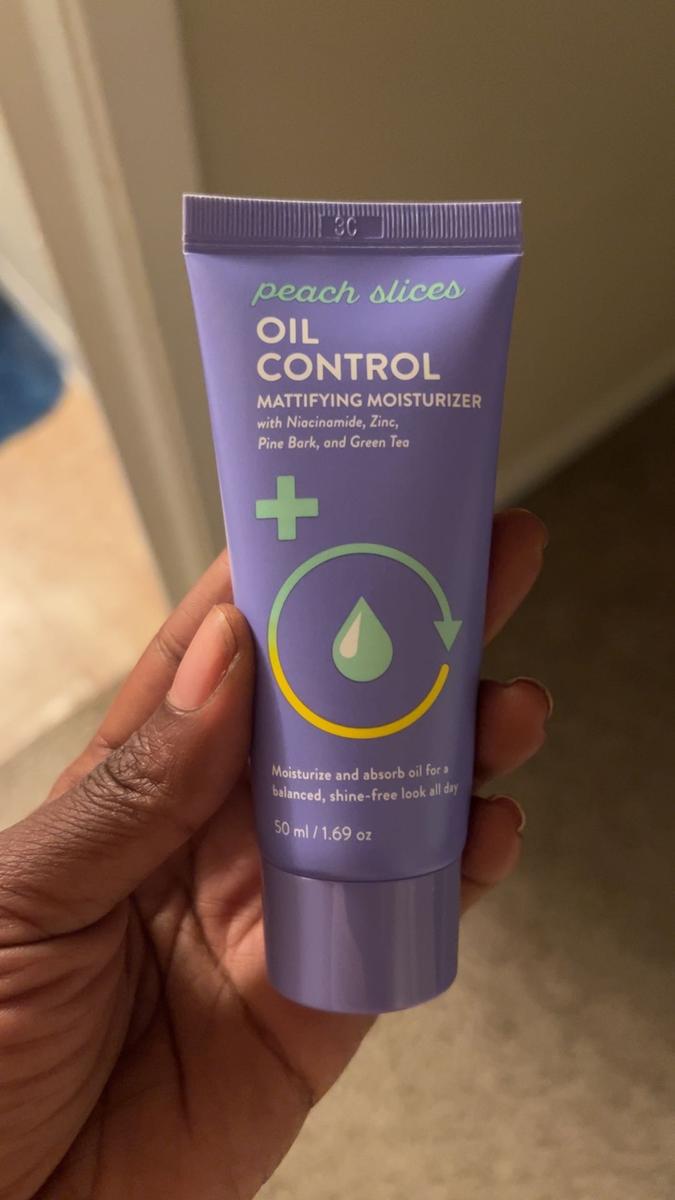 3C
peach slices
OIL
CONTROL
MATTIFYING MOISTURIZER
with Niacinamide, Zinc,
Pine Bark, and Green Tea
Moisturize and absorb oil for a
balanced, shine-free look all day
50 ml / 1.69 oz